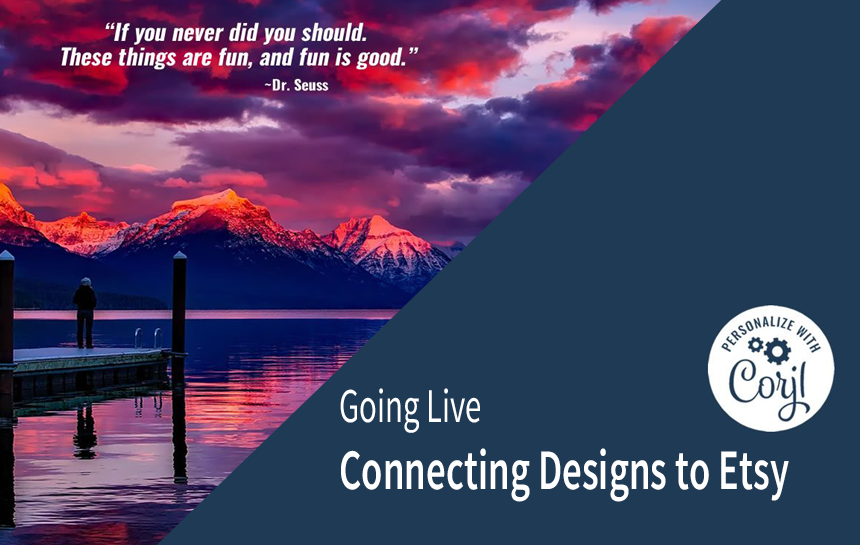 “If you never did you should.
These things are fun, and fun is good.”
~Dr. Seuss
PERSONALIZE WITH
Corjl
Going Live
Connecting Designs to Etsy